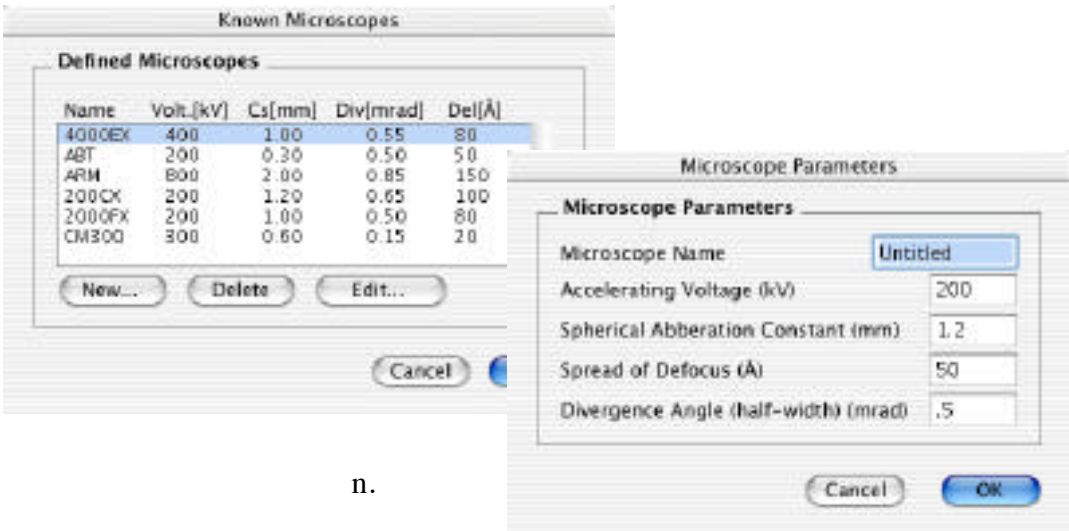 Known Microscopes
Defined Microscopes
Name Volt.[kV] Cs[mm] Div[mrad] Del[Å]
4000EX 400 1.00 0.55 80
ABT 200 0.30 0.50 50
ARM 800 2.00 0.85 150
200CX 200 1.20 0.65 100
2000FX 200 1.00 0.50 80
CM300 300 0.60 0.15 20
New... Delete Edit...
Cancel
Microscope Parameters
Microscope Parameters
Microscope Name Untitled
Accelerating Voltage (kV) 200
Spherical Abberation Constant (mm) 1.2
Spread of Defocus (Å) 50
Divergence Angle (half-width) (mrad) .5
Cancel OK
n.